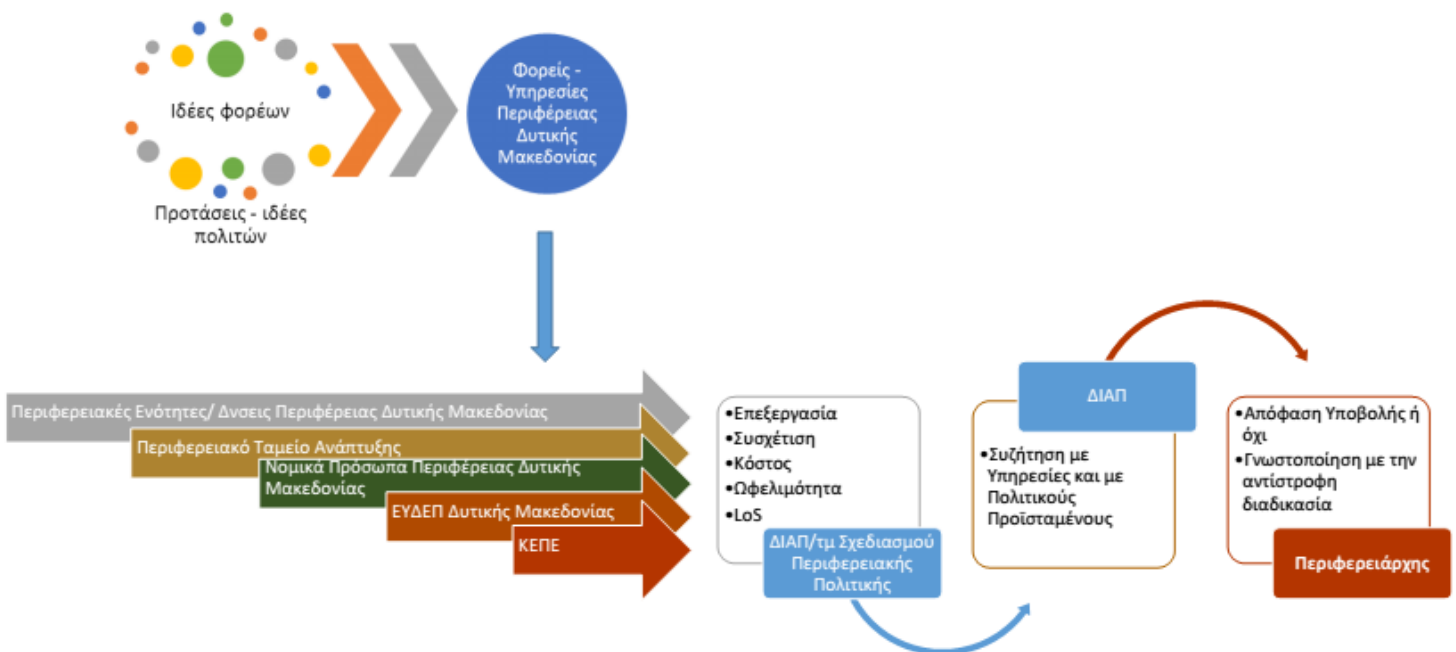 Ιδέες φορέων
Προτάσεις - ιδέες
πολιτών
Φορείς -
Υπηρεσίες
Περιφέρειας
Δυτικής
Μακεδονίας
Περιφερειακές Ενότητες/ Δνσεις Περιφέρειας Δυτικής Μακεδονίας
Περιφερειακό Ταμείο Ανάπτυξης
Νομικά Πρόσωπα Περιφέρειας Δυτικής
Μακεδονίας
ΕΥΔΕΠ Δυτικής Μακεδονίας
ΚΕΠΕ
•Επεξεργασία
•Συσχέτιση
•Κόστος
•Ωφελιμότητα
•LoS
ΔΙΑΠ/τμ Σχεδιασμού
Περιφερειακής
Πολιτικής
ΔΙΑΠ
•Συζήτηση με
Υπηρεσίες και με
Πολιτικούς
Προϊσταμένους
•Απόφαση Υποβολής ή
όχι
•Γνωστοποίηση με την
αντίστροφη
διαδικασία
Περιφερειάρχης